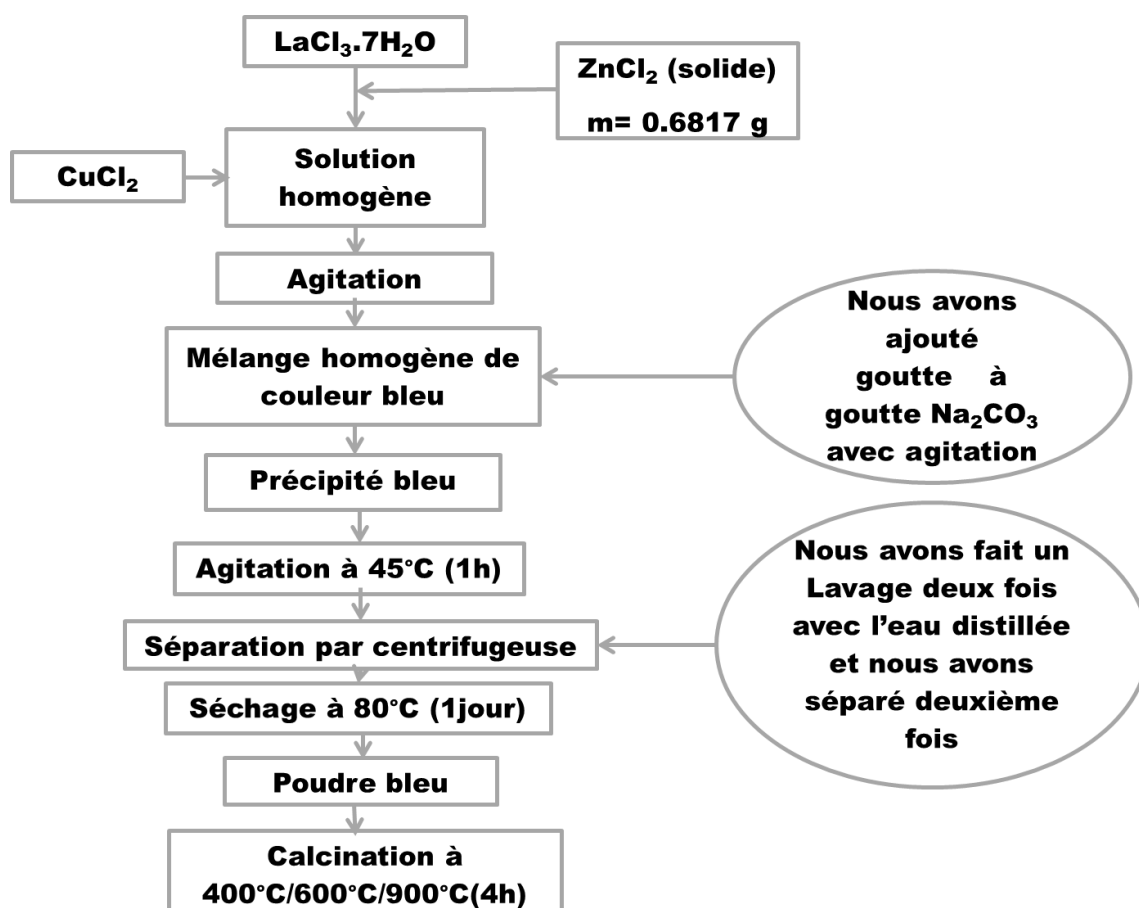 LaCl₃.7H₂O
ZnCl₂ (solide)
m= 0.6817 g
CuCl₂
Solution
homogène
Agitation
Mélange homogène de
couleur bleu
Nous avons
ajouté
goutte à
goutte Na₂CO₃
avec agitation
Précipité bleu
Agitation à 45°C (1h)
Séparation par centrifugeuse
Nous avons fait un
Lavage deux fois
avec l'eau distillée
et nous avons
séparé deuxième
fois
Séchage à 80°C (1jour)
Poudre bleu
Calcination à
400°C/600°C/900°C(4h)